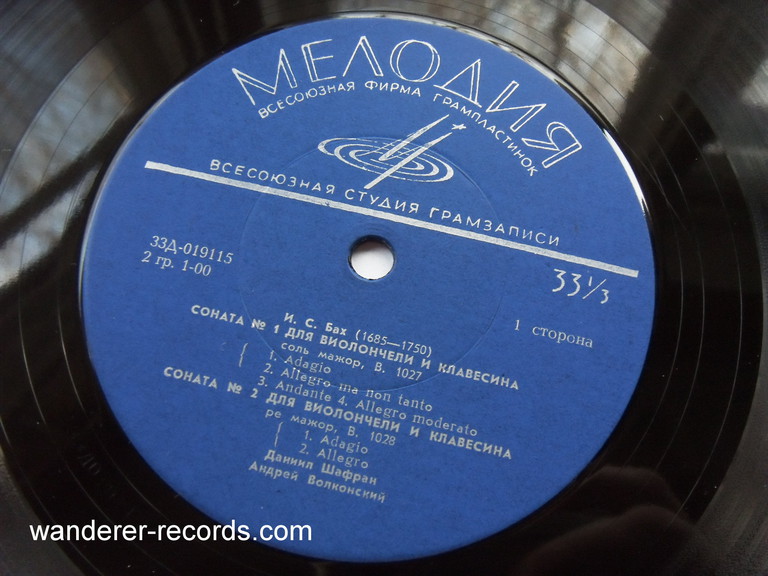 МЕЛОДИЯ
ВСЕСОЮЗНАЯ ФИРМА ГРАМПЛАСТИНОК
ВСЕСОЮЗНАЯ СТУДИЯ ГРАМЗАПИСИ
33Д-019115
2 гр. 1-00
33⅓
1 сторона
И. С. Бах (1685—1750)
СОНАТА № 1 ДЛЯ ВИОЛОНЧЕЛИ И КЛАВЕСИНА
соль мажор, В. 1027
1. Adagio
2. Allegro ma non tanto
3. Andante 4. Allegro moderato
СОНАТА № 2 ДЛЯ ВИОЛОНЧЕЛИ И КЛАВЕСИНА
ре мажор, В. 1028
1. Adagio
2. Allegro
Даниил Шафран
Андрей Волконский
wanderer-records.com